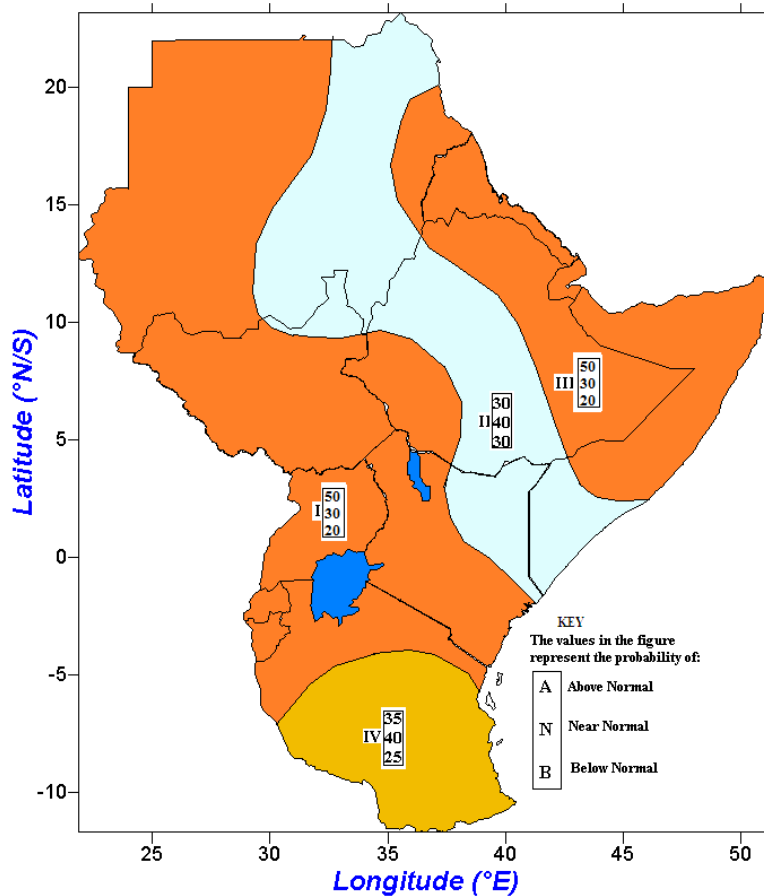 20
15
10
5
0
-5
-10
Latitude (°N/S)
III
50
30
20
II
30
40
30
I
50
30
20
IV
35
40
25
KEY
The values in the figure
represent the probability of:
A Above Normal
N Near Normal
B Below Normal
25 30 35 40 45 50
Longitude (°E)